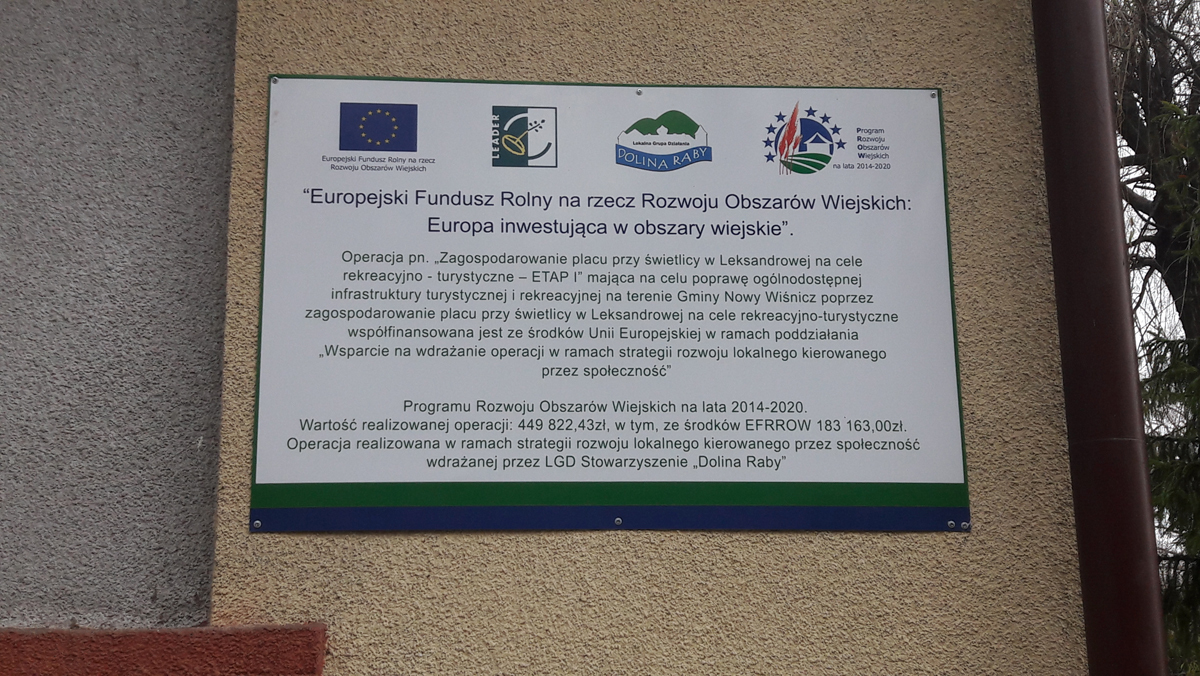 Europejski Fundusz Rolny na rzecz
Rozwoju Obszarów Wiejskich
LEADER
Lokalna Grupa Działania
DOLINA RABY
Program
Rozwoju
Obszarów
Wiejskich
na lata 2014-2020
“Europejski Fundusz Rolny na rzecz Rozwoju Obszarów Wiejskich:
Europa inwestująca w obszary wiejskie”.
Operacja pn. „Zagospodarowanie placu przy świetlicy w Leksandrowej na cele
rekreacyjno - turystyczne – ETAP I” mająca na celu poprawę ogólnodostępnej
infrastruktury turystycznej i rekreacyjnej na terenie Gminy Nowy Wiśnicz poprzez
zagospodarowanie placu przy świetlicy w Leksandrowej na cele rekreacyjno-turystyczne
współfinansowana jest ze środków Unii Europejskiej w ramach poddziałania
„Wsparcie na wdrażanie operacji w ramach strategii rozwoju lokalnego kierowanego
przez społeczność”
Programu Rozwoju Obszarów Wiejskich na lata 2014-2020.
Wartość realizowanej operacji: 449 822,43zł, w tym, ze środków EFRROW 183 163,00zł.
Operacja realizowana w ramach strategii rozwoju lokalnego kierowanego przez społeczność
wdrażanej przez LGD Stowarzyszenie „Dolina Raby”